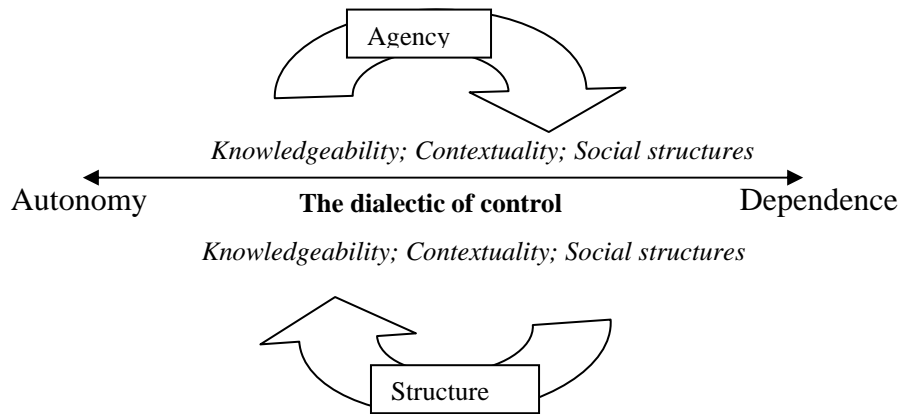 Agency
Knowledgeability; Contextuality; Social structures
Autonomy
The dialectic of control
Dependence
Knowledgeability; Contextuality; Social structures
Structure